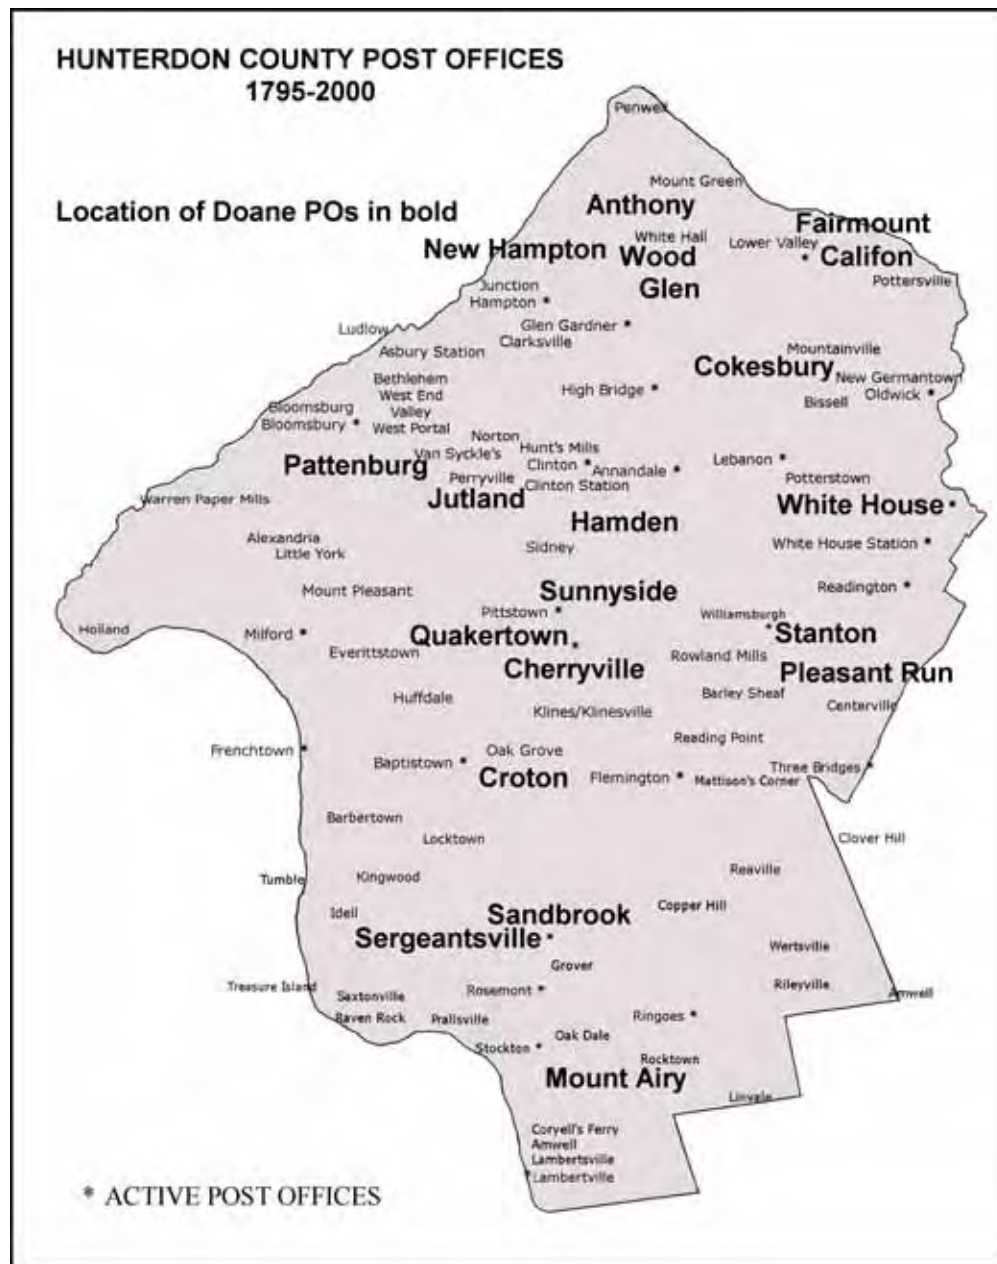 HUNTERDON COUNTY POST OFFICES
1795-2000
Penwell
Mount Green
Location of Doane POs in bold
Anthony
Fairmount
White Hall
Lower Valley
New Hampton
Wood
Glen
* Califon
Pottersville
Junction
Hampton *
Ludlow
Glen Gardner *
Clarksville
Asbury Station
Mountainville
Cokesbury
New Germantown
Oldwick *
Bissell
Bethlehem
West End
Valley
West Portal
High Bridge *
Bloomsburg
Bloomsbury *
Norton
Van Syckle's
Hunt's Mills
Clinton *
Annandale *
Lebanon *
Pattenburg
Perryville
Clinton Station
Potterstown
Jutland
White House *
Warren Paper Mills
Hamden
Alexandria
Little York
Sidney
White House Station *
Mount Pleasant
Sunnyside
Readington *
Pittstown *
Williamsburgh
Holland
Milford *
Quakertown *
* Stanton
Everittstown
Cherryville
Rowland Mills
Pleasant Run
Huffdale
Barley Sheaf
Klines/Klinesville
Centerville
Reading Point
Frenchtown *
Oak Grove
Baptistown *
Croton
Flemington *
Mattison's Corner
Three Bridges *
Barbertown
Locktown
Clover Hill
Tumble
Kingwood
Reaville
Idell
Sandbrook
Copper Hill
Sergeantsville *
Wertsville
Grover
Treasure Island
Saxtonville
Rosemont *
Rileyville
Amwell
Raven Rock
Prallsville
Ringoes *
Stockton *
Oak Dale
Rocktown
Mount Airy
Linvale
Coryell's Ferry
Amwell
Lambertsville
* Lambertville
* ACTIVE POST OFFICES